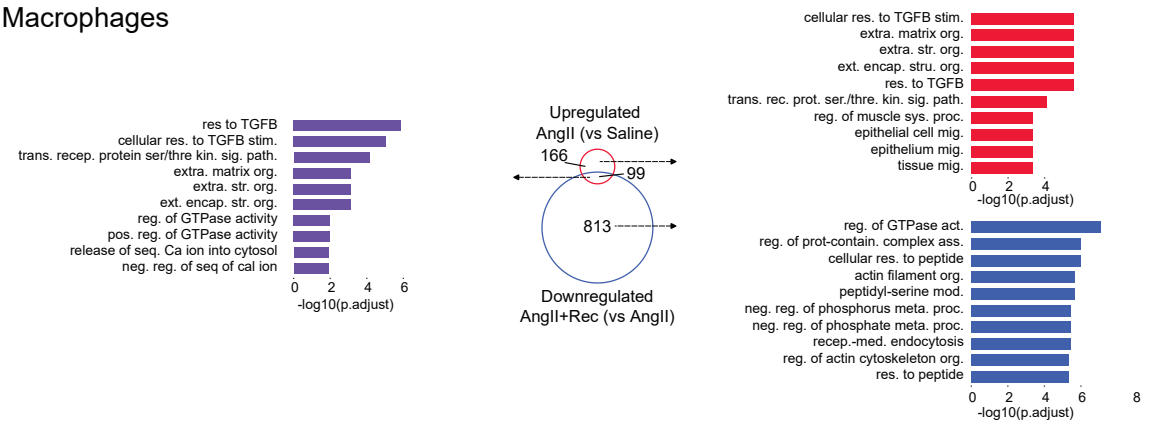 Macrophages
res to TGFB
cellular res. to TGFB stim.
trans. recep. protein ser/thre kin. sig. path.
extra. matrix org.
extra. str. org.
ext. encap. str. org.
reg. of GTPase activity
pos. reg. of GTPase activity
release of seq. Ca ion into cytosol
neg. reg. of seq of cal ion
0 2 4 6
-log10(p.adjust)
Upregulated
AngII (vs Saline)
166
99
813
Downregulated
AngII+Rec (vs AngII)
cellular res. to TGFB stim.
extra. matrix org.
extra. str. org.
ext. encap. stru. org.
res. to TGFB
trans. rec. prot. ser./thre. kin. sig. path.
reg. of muscle sys. proc.
epithelial cell mig.
epithelium mig.
tissue mig.
0 2 4
-log10(p.adjust)
reg. of GTPase act.
reg. of prot-contain. complex ass.
cellular res. to peptide
actin filament org.
peptidyl-serine mod.
neg. reg. of phosphorus meta. proc.
neg. reg. of phosphate meta. proc.
recep.-med. endocytosis
reg. of actin cytoskeleton org.
res. to peptide
0 2 4 6 8
-log10(p.adjust)